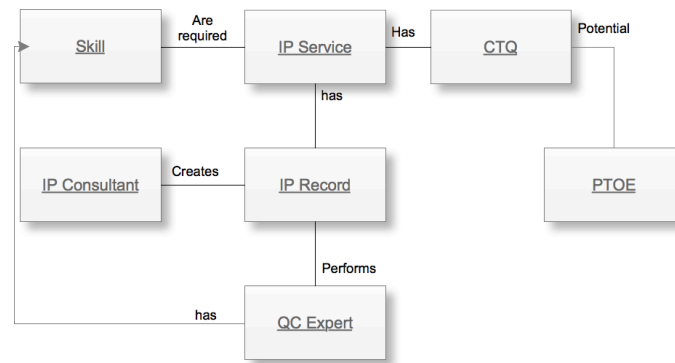 Are
required
Skill
IP Service
Has
CTQ
Potential
has
IP Consultant
Creates
IP Record
PTOE
Performs
has
QC Expert